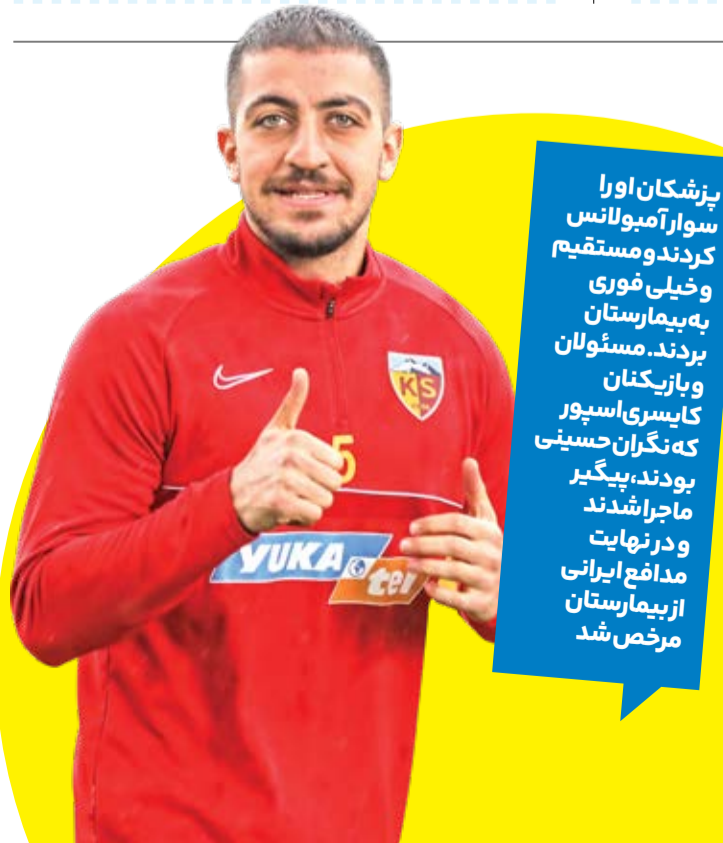 پزشکان او را
سوار آمبولانس
کردند و مستقیم
و خیلی فوری
به بیمارستان
بردند. مسئولان
و بازیکنان
کایسری‌اسپور
که نگران حسینی
بودند، پیگیر
ماجرا شدند
و در نهایت
مدافع ایرانی
از بیمارستان
مرخص شد
KS
5
YUKA
tel